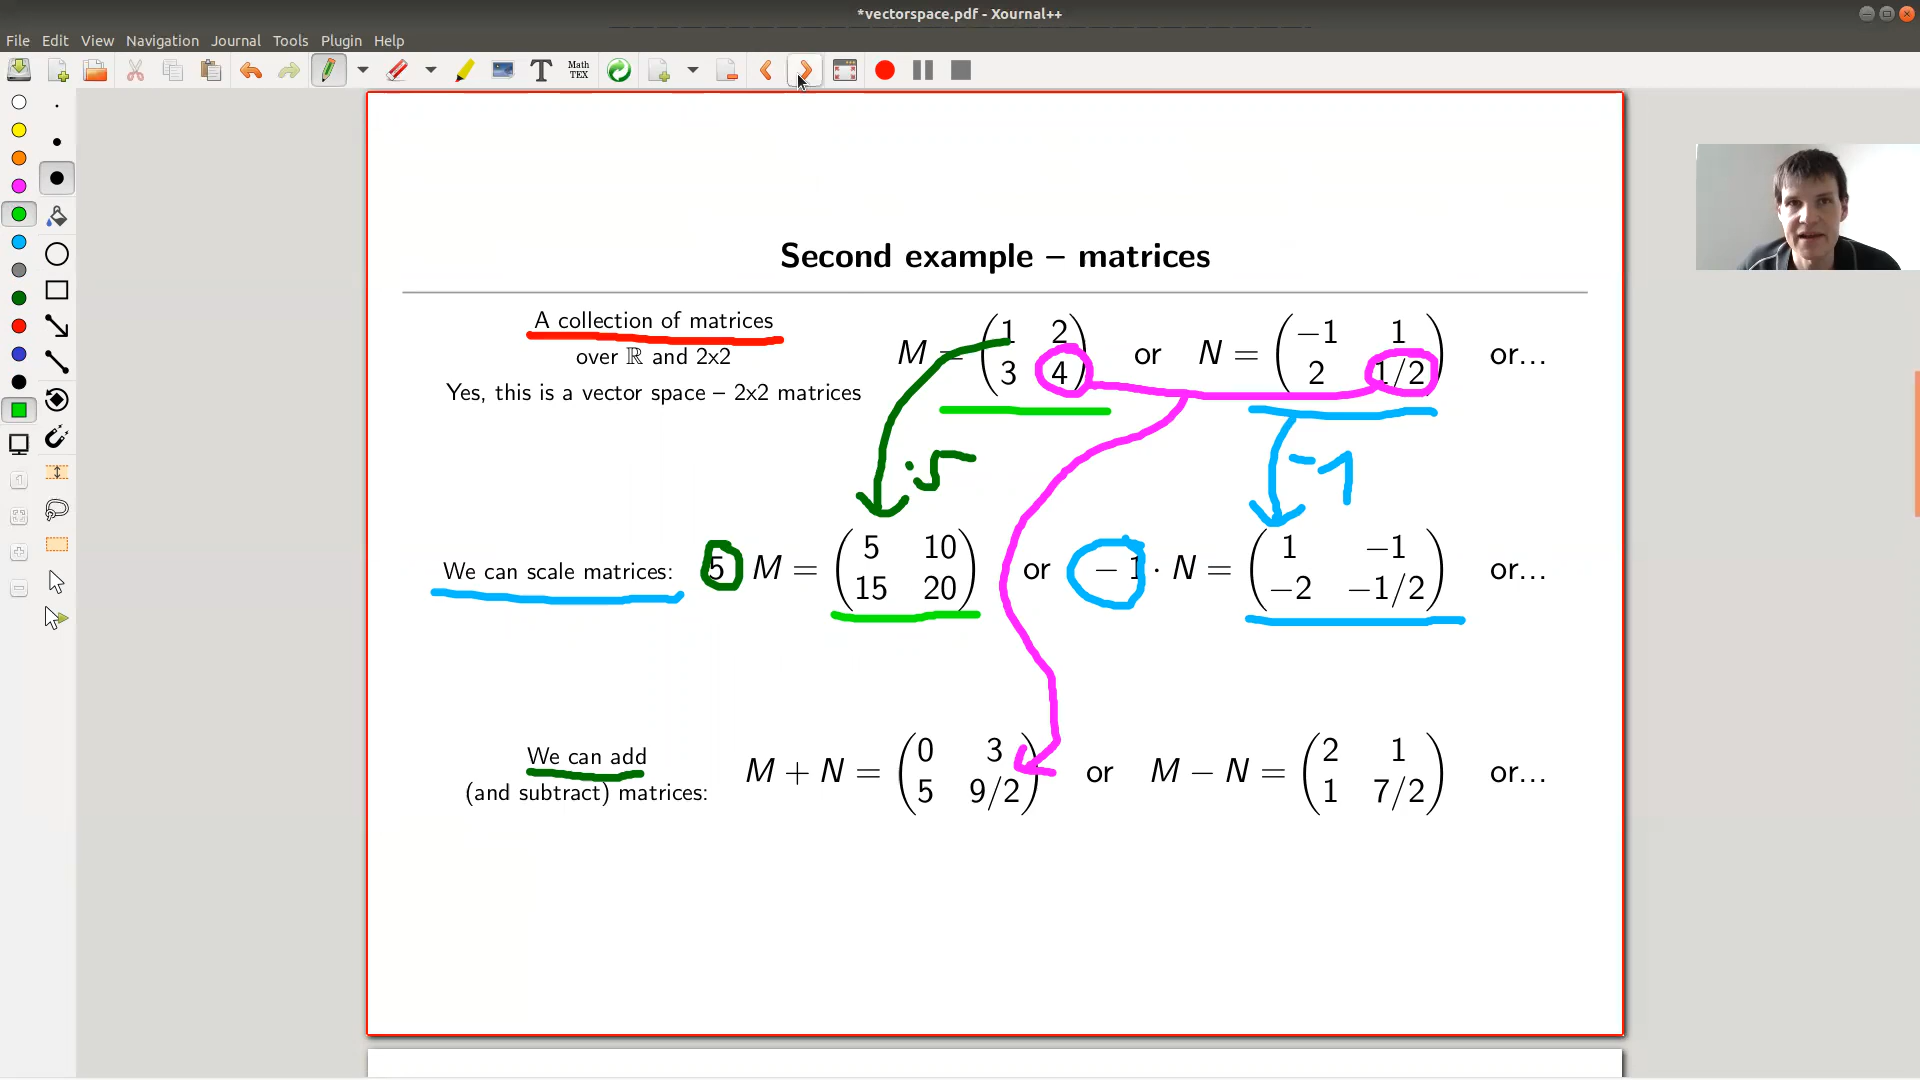 *vectorspace.pdf - Xournal++
File Edit View Navigation Journal Tools Plugin Help
Math
TEX
Second example – matrices
A collection of matrices
over ℝ and 2x2
Yes, this is a vector space – 2x2 matrices
M = (1 2
3 4) or N = (−1 1
2 1/2) or...
·5
-1
We can scale matrices: 5 M = (5 10
15 20) or −1 · N = (1 −1
−2 −1/2) or...
We can add
(and subtract) matrices: M + N = (0 3
5 9/2) or M − N = (2 1
1 7/2) or...